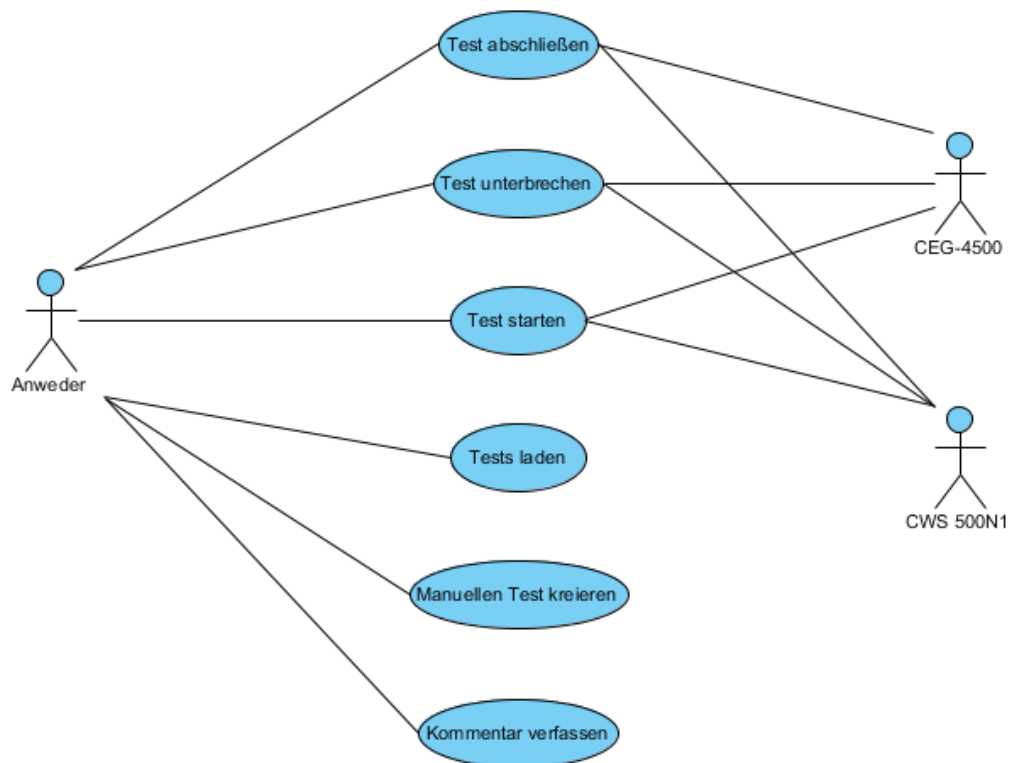 Test abschließen
Test unterbrechen
CEG-4500
Test starten
Anweder
Tests laden
CWS 500N1
Manuellen Test kreieren
Kommentar verfassen